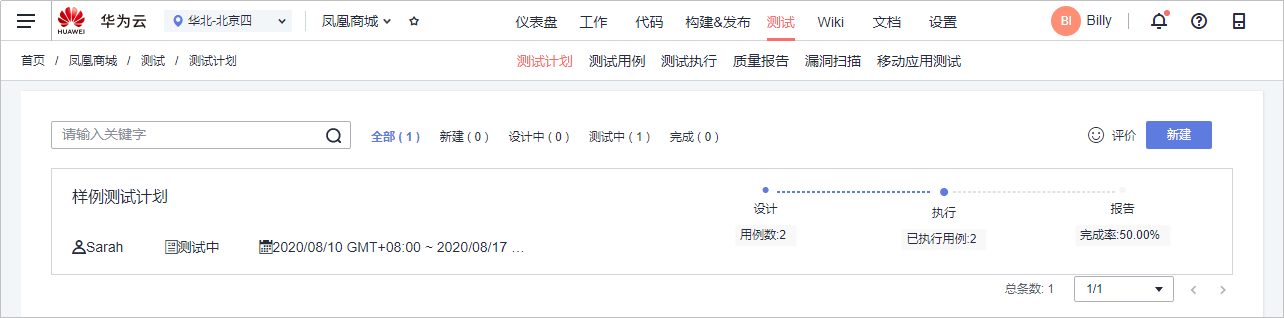 HUAWEI 华为云 华北-北京四 凤凰商城 仪表盘 工作 代码 构建&发布 测试 Wiki 文档 设置 BI Billy
首页 / 凤凰商城 / 测试 / 测试计划 测试计划 测试用例 测试执行 质量报告 漏洞扫描 移动应用测试
请输入关键字 全部 ( 1 ) 新建 ( 0 ) 设计中 ( 0 ) 测试中 ( 1 ) 完成 ( 0 ) 评价 新建
样例测试计划
设计 执行 报告
用例数:2 已执行用例:2 完成率:50.00%
Sarah 测试中 2020/08/10 GMT+08:00 ~ 2020/08/17 ...
总条数: 1 1/1